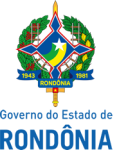 1943 1981
RONDÔNIA
Governo do Estado de
RONDÔNIA